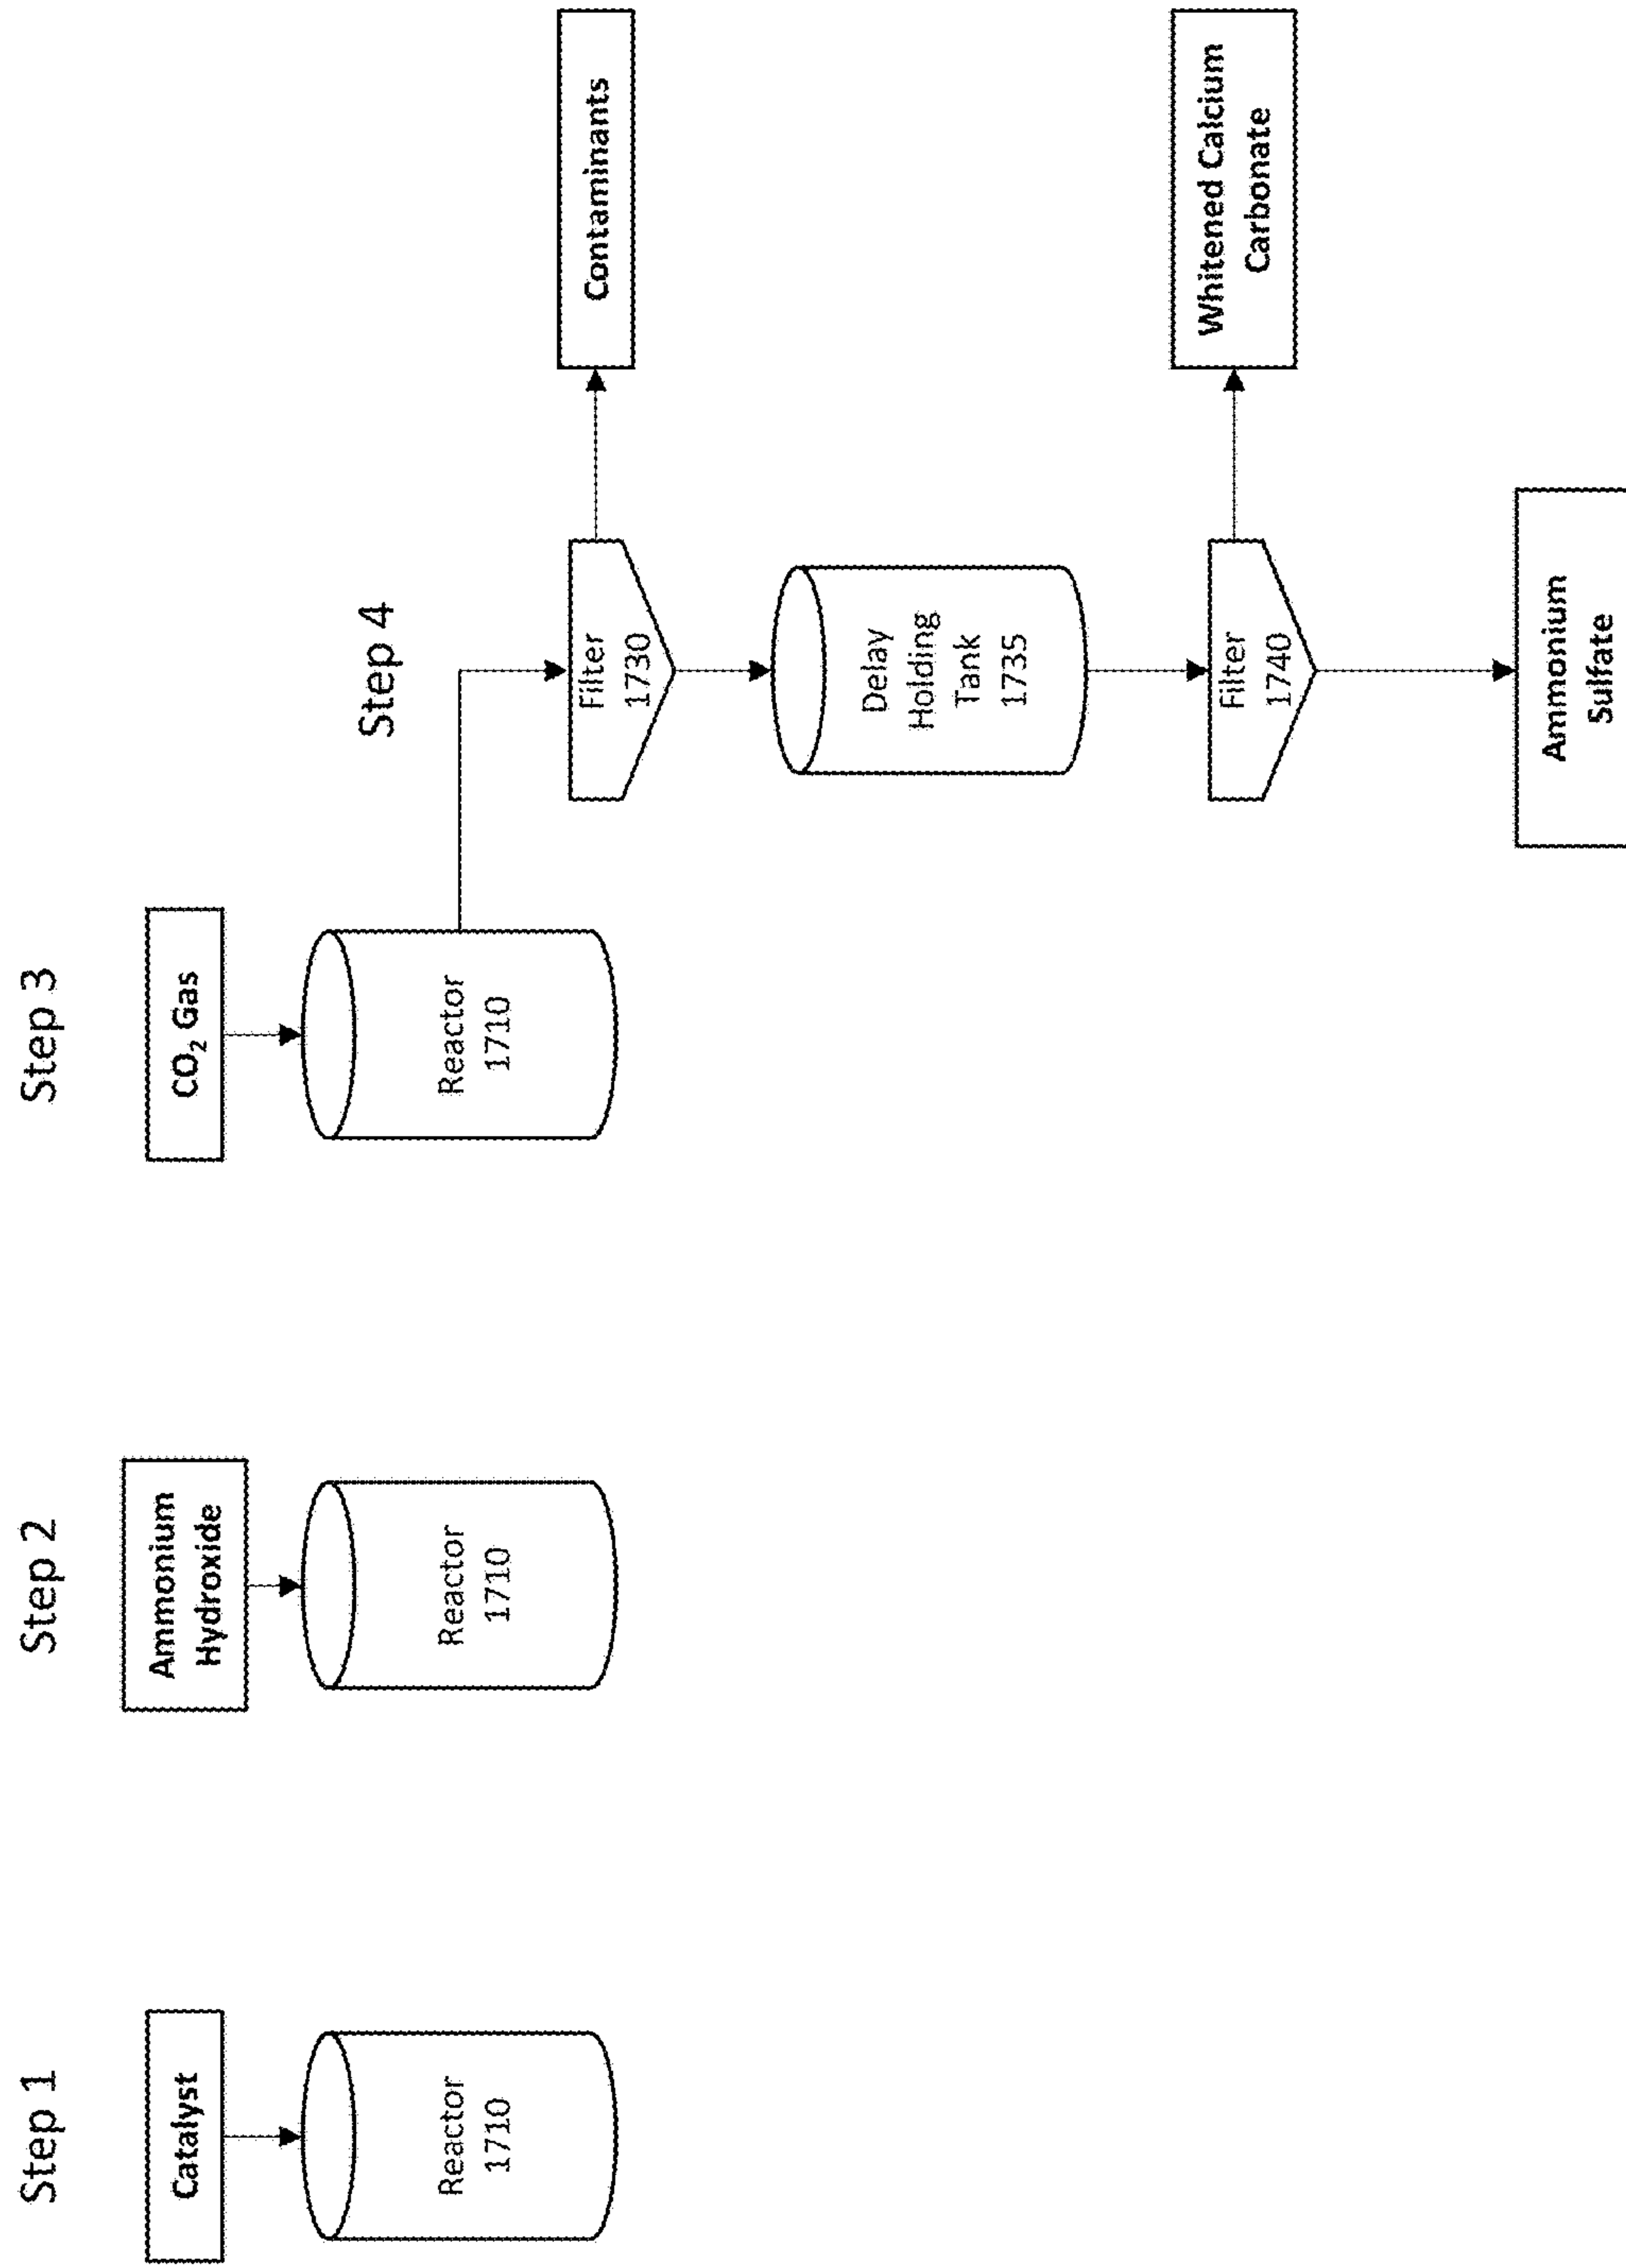 Step 1
Catalyst
Reactor
1710
Step 2
Ammonium
Hydroxide
Reactor
1710
Step 3
CO₂ Gas
Reactor
1710
Step 4
Filter
1730
Contaminants
Delay
Holding
Tank
1735
Filter
1740
Whitened Calcium
Carbonate
Ammonium
Sulfate